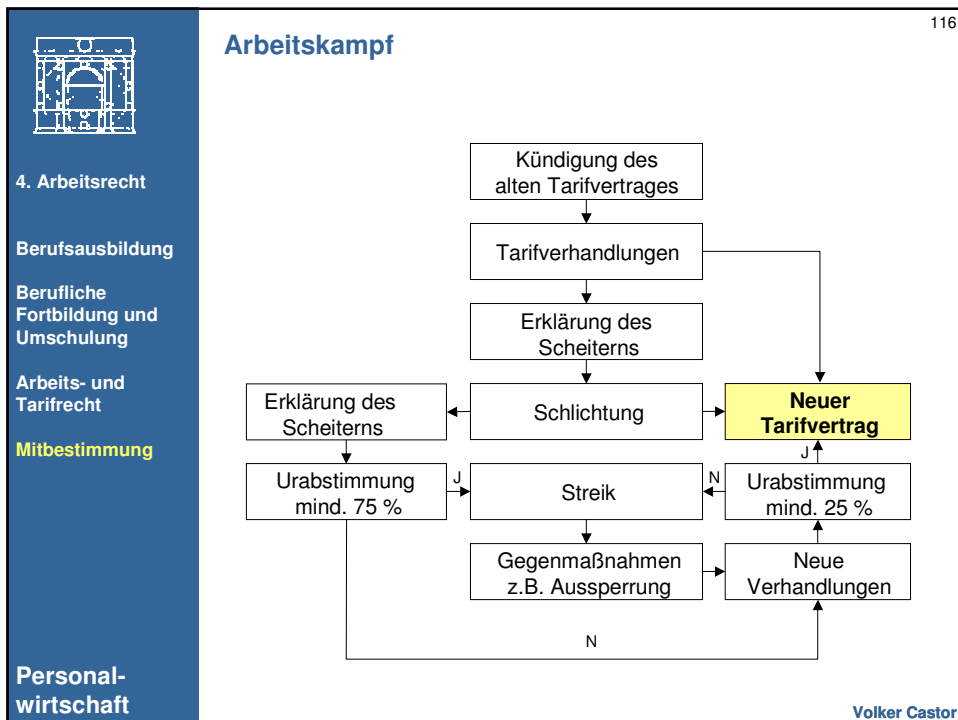 116
Arbeitskampf
4. Arbeitsrecht
Berufsausbildung
Berufliche
Fortbildung und
Umschulung
Arbeits- und
Tarifrecht
Mitbestimmung
Personal-
wirtschaft
Kündigung des
alten Tarifvertrages
Tarifverhandlungen
Erklärung des
Scheiterns
Erklärung des
Scheiterns
Schlichtung
Neuer
Tarifvertrag
J
Urabstimmung
mind. 75 %
J
Streik
N
Urabstimmung
mind. 25 %
Gegenmaßnahmen
z.B. Aussperrung
Neue
Verhandlungen
N
Volker Castor